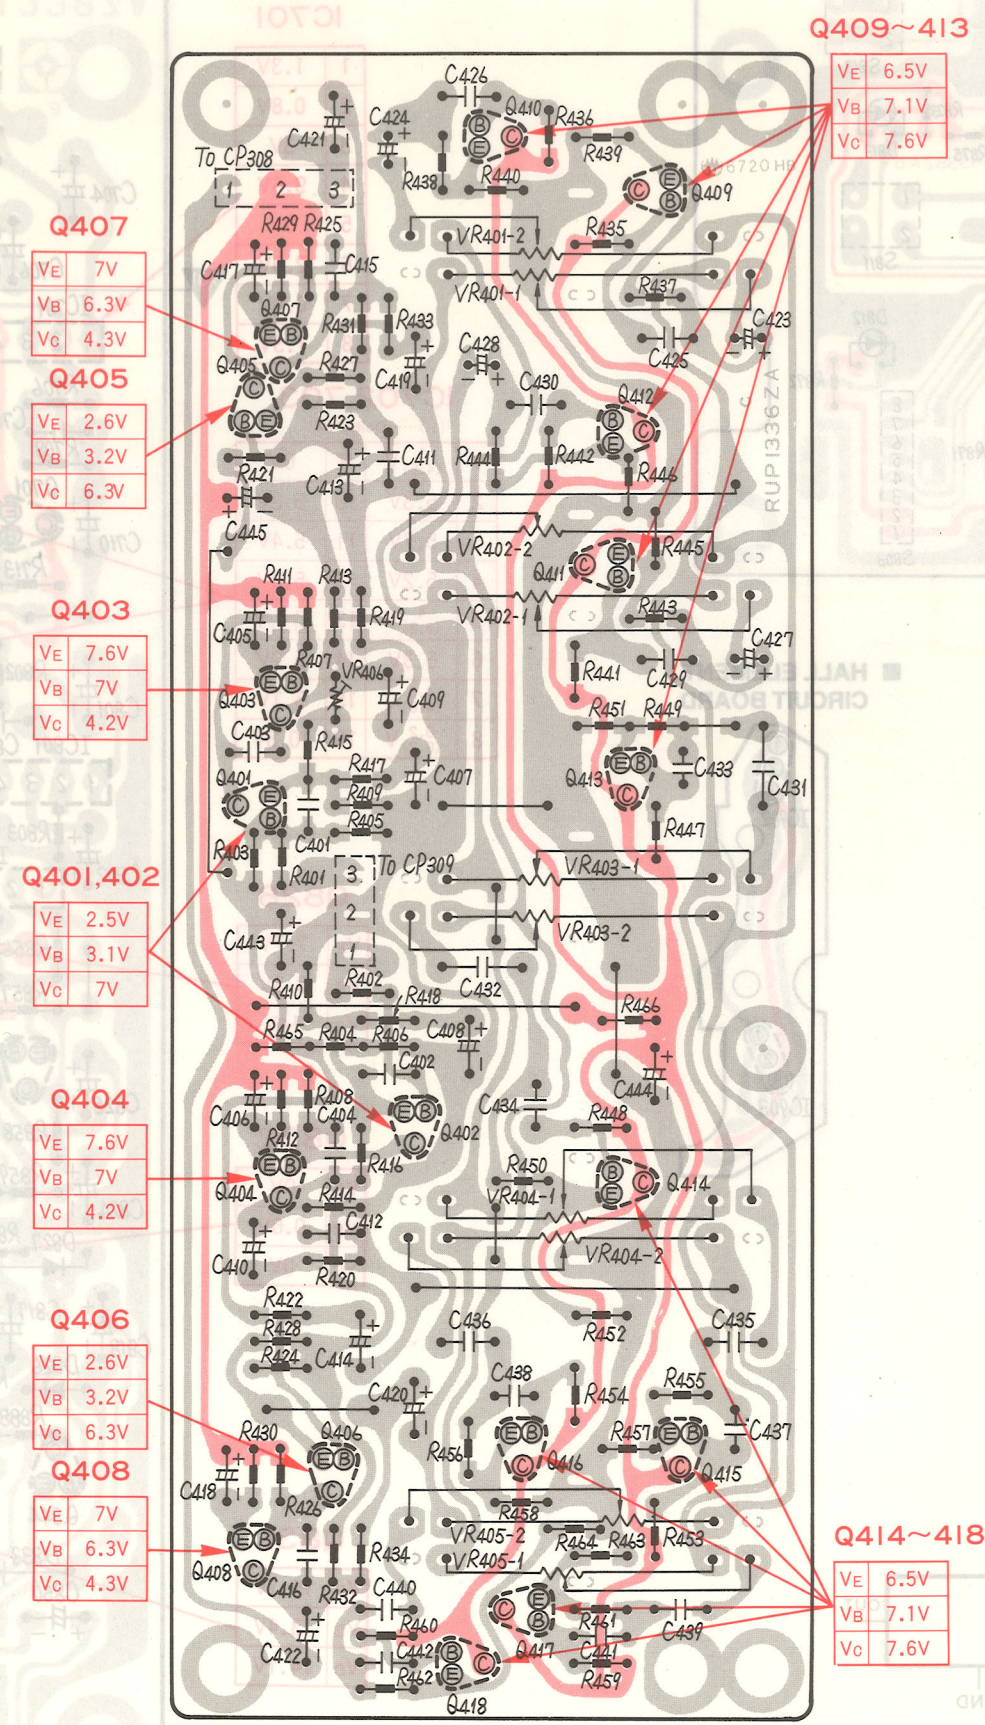 Q409~413
VE 6.5V
VB 7.1V
VC 7.6V
C426
C424
Q410
R436
C421
R439
To CP308
1 2 3
R438
R440
6720
Q409
Q407
VE 7V
VB 6.3V
VC 4.3V
R429 R425
VR401-2
R435
C417
C415
VR401-1
R437
Q407
R431
R433
C423
C425
C428
Q405
R427
C419
Q405
VE 2.6V
VB 3.2V
VC 6.3V
C430
Q412
R423
R421
C413
C411
R444
R442
R446
RUP1336ZA
C445
VR402-2
R445
Q411
R411 R413
Q403
VE 7.6V
VB 7V
VC 4.2V
C405
R419
VR402-1
R443
C427
R407
VR406
R441
C429
Q403
C409
R451 R449
C403
R415
R417
C407
Q413
C433
C431
Q401
R409
R405
R447
R403
C401
R401
To CP309
3
2
1
VR403-1
Q401,402
VE 2.5V
VB 3.1V
VC 7V
C443
VR403-2
C432
R410
R402
R418
R466
R465 R404 R406
C408
C402
C444
Q404
VE 7.6V
VB 7V
VC 4.2V
C406
R408
C404
C434
R448
Q402
R412
R416
R450
Q414
Q404
R414
VR404-1
C412
C410
R420
VR404-2
R422
C436
R452
C435
Q406
VE 2.6V
VB 3.2V
VC 6.3V
R428
R424
C414
C438
R455
C420
R454
R430
Q406
R456
R457
C437
Q416
Q415
Q408
VE 7V
VB 6.3V
VC 4.3V
C418
R426
R458
VR405-2
R464 R463
R453
Q408
C416
R432
R434
VR405-1
C440
Q414~418
VE 6.5V
VB 7.1V
VC 7.6V
R460
R461
C439
C422
C442
Q417
C441
R462
R459
Q418